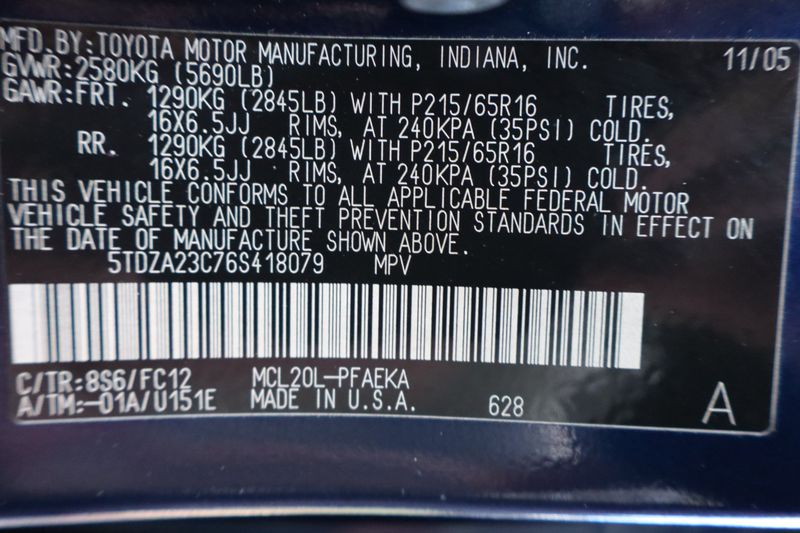 MFD. BY: TOYOTA MOTOR MANUFACTURING, INDIANA, INC. 11/05
GVWR: 2580KG (5690LB)
GAWR: FRT. 1290KG (2845LB) WITH P215/65R16 TIRES,
16X6.5JJ RIMS, AT 240KPA (35PSI) COLD.
RR. 1290KG (2845LB) WITH P215/65R16 TIRES,
16X6.5JJ RIMS, AT 240KPA (35PSI) COLD.
THIS VEHICLE CONFORMS TO ALL APPLICABLE FEDERAL MOTOR
VEHICLE SAFETY AND THEFT PREVENTION STANDARDS IN EFFECT ON
THE DATE OF MANUFACTURE SHOWN ABOVE.
5TDZA23C76S418079 MPV
C/TR: 8S6/FC12 MCL20L-PFAEKA
A/TM: -01A/U151E MADE IN U.S.A. 628 A